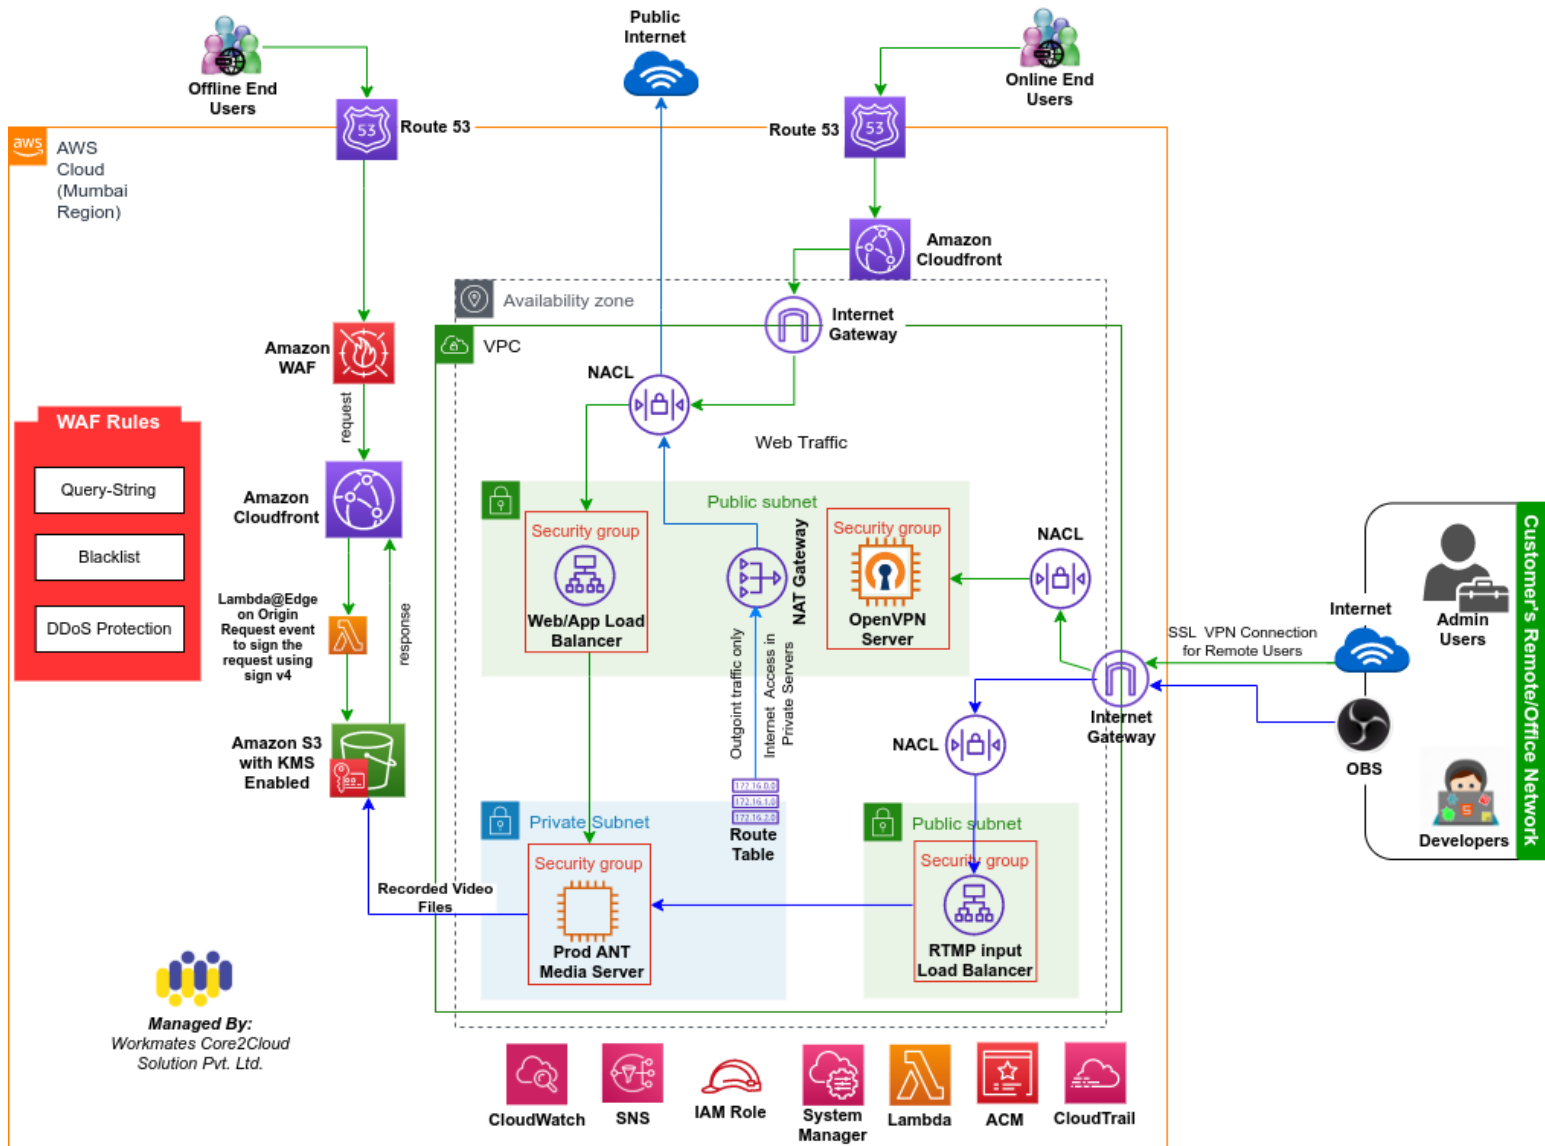 Offline End
Users
Public
Internet
Online End
Users
53
Route 53
Route 53
53
aws
AWS
Cloud
(Mumbai
Region)
Amazon
Cloudfront
Availability zone
Internet
Gateway
VPC
Amazon
WAF
NACL
request
WAF Rules
Query-String
Blacklist
DDoS Protection
Web Traffic
Amazon
Cloudfront
Public subnet
Security group
Web/App Load
Balancer
NAT Gateway
Security group
OpenVPN
Server
NACL
Lambda@Edge
on Origin
Request event
to sign the
request using
sign v4
response
Outgoint traffic only
Internet Access in
Private Servers
SSL VPN Connection
for Remote Users
Internet
Admin
Users
Customer's Remote/Office Network
Internet
Gateway
OBS
Developers
NACL
Amazon S3
with KMS
Enabled
172.16.0.0
172.16.1.0
172.16.2.0
Route
Table
Private Subnet
Security group
Prod ANT
Media Server
Public subnet
Security group
RTMP input
Load Balancer
Recorded Video
Files
Managed By:
Workmates Core2Cloud
Solution Pvt. Ltd.
CloudWatch
SNS
IAM Role
System
Manager
Lambda
ACM
CloudTrail